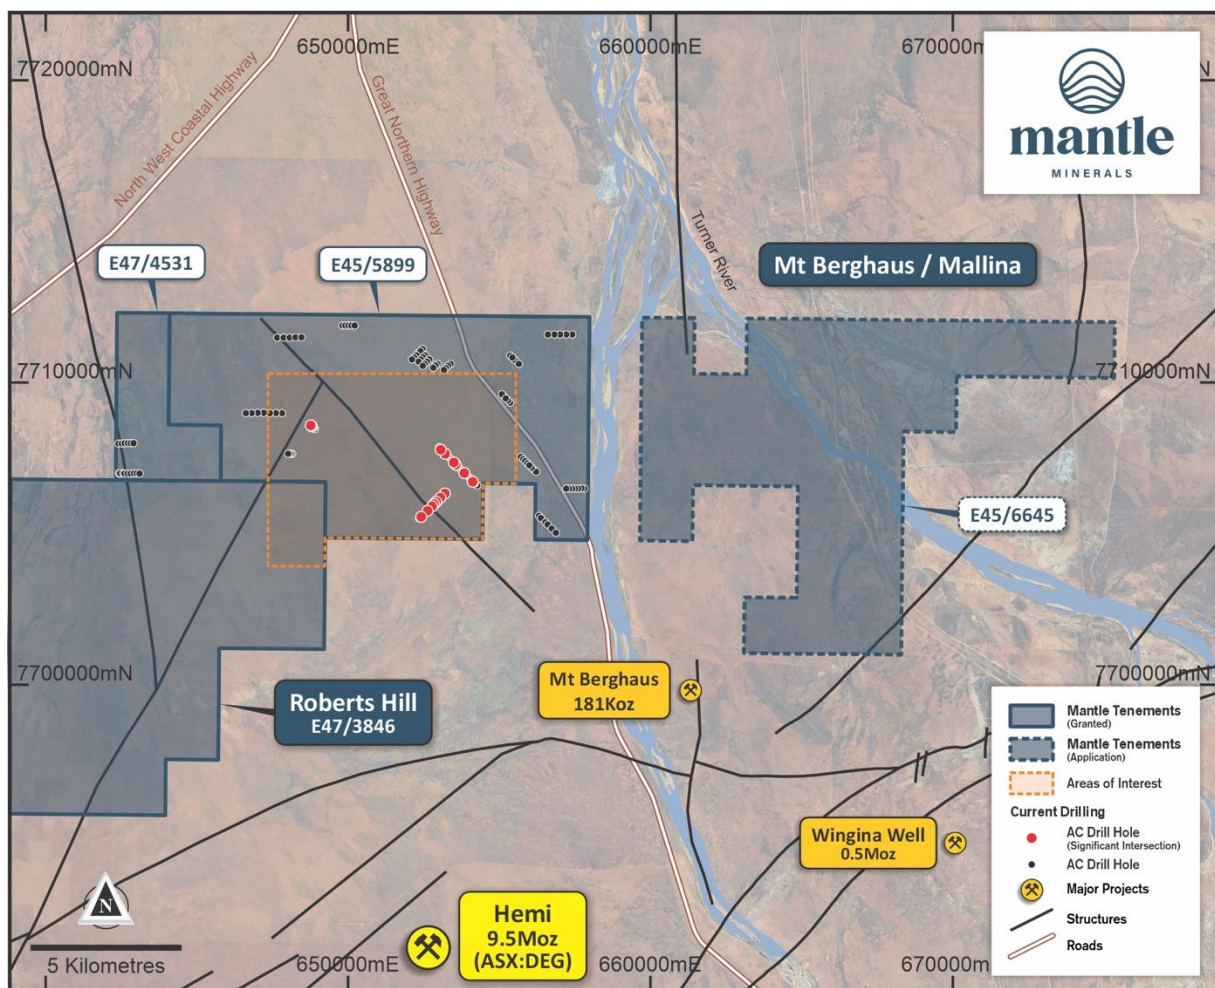 650000mE
660000mE
670000m
7720000mN
N
North West Coastal Highway
Great Northern Highway
mantle
MINERALS
Turner River
E47/4531
E45/5899
Mt Berghaus / Mallina
7710000mN
7710000mN
E45/6645
7700000mN
7700000mN
Mt Berghaus
181Koz
Roberts Hill
E47/3846
Wingina Well
0.5Moz
Hemi
9.5Moz
(ASX:DEG)
N
5 Kilometres
650000mE
660000mE
670000m
Mantle Tenements
(Granted)
Mantle Tenements
(Application)
Areas of Interest
Current Drilling
AC Drill Hole
(Significant Intersection)
AC Drill Hole
Major Projects
Structures
Roads